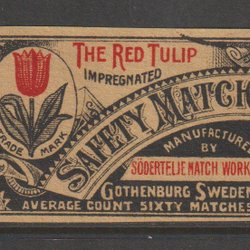 The Red Tulip
IMPREGNATED
TRADE MARK
SAFETY MATCH
MANUFACTURED
BY
SÖDERTELJE MATCH WORK
GOTHENBURG SWEDEN
AVERAGE COUNT SIXTY MATCHES